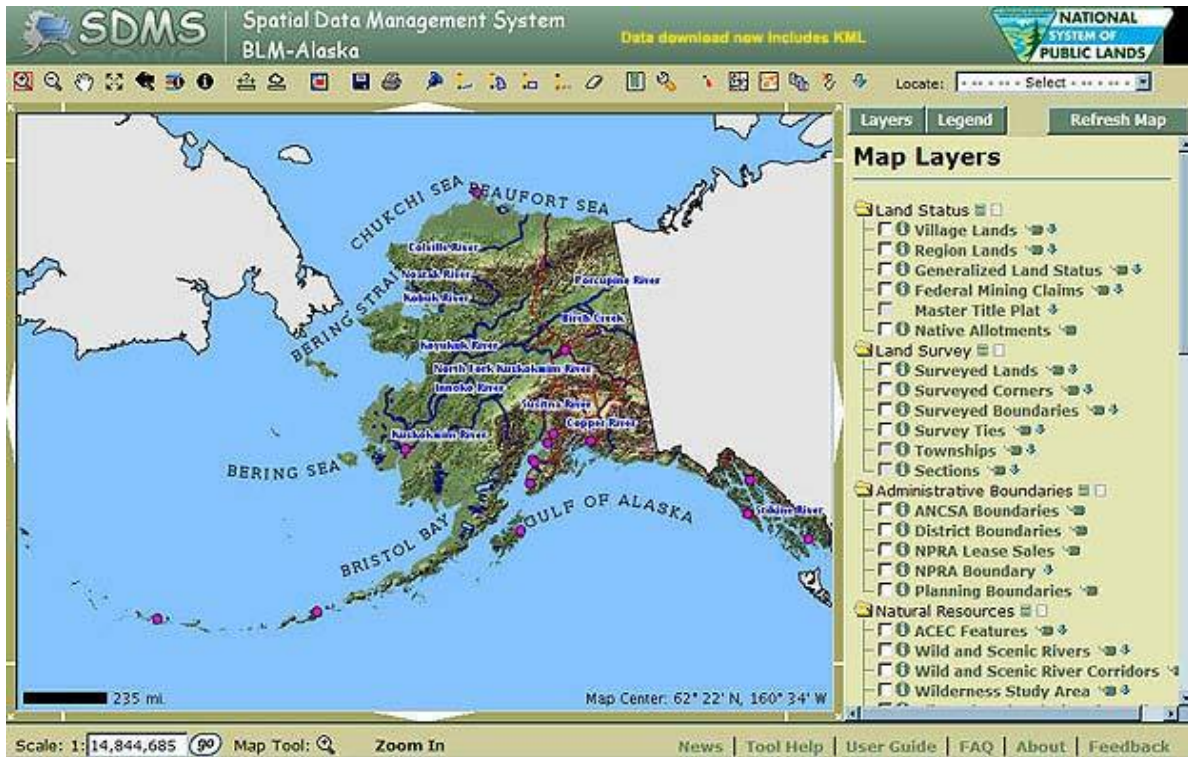 SDMS
Spatial Data Management System
BLM-Alaska
Data download now Includes KML
NATIONAL
SYSTEM OF
PUBLIC LANDS
Locate: - -- - -- - Select - -- - -- -
CHUKCHI SEA
BEAUFORT SEA
Colville River
Noatak River
Porcupine River
Kobuk River
BERING STRAIT
Birch Creek
Koyukuk River
North Fork Kuskokwim River
Innoko River
Susitna River
Copper River
Kuskokwim River
BERING SEA
Stikine River
GULF OF ALASKA
BRISTOL BAY
235 mi.
Map Center: 62° 22' N, 160° 34' W
Layers
Legend
Refresh Map
Map Layers
Land Status
Village Lands
Region Lands
Generalized Land Status
Federal Mining Claims
Master Title Plat
Native Allotments
Land Survey
Surveyed Lands
Surveyed Corners
Surveyed Boundaries
Survey Ties
Townships
Sections
Administrative Boundaries
ANCSA Boundaries
District Boundaries
NPRA Lease Sales
NPRA Boundary
Planning Boundaries
Natural Resources
ACEC Features
Wild and Scenic Rivers
Wild and Scenic River Corridors
Wilderness Study Area
Scale: 1: 14,844,685 go Map Tool: Zoom In
News | Tool Help | User Guide | FAQ | About | Feedback